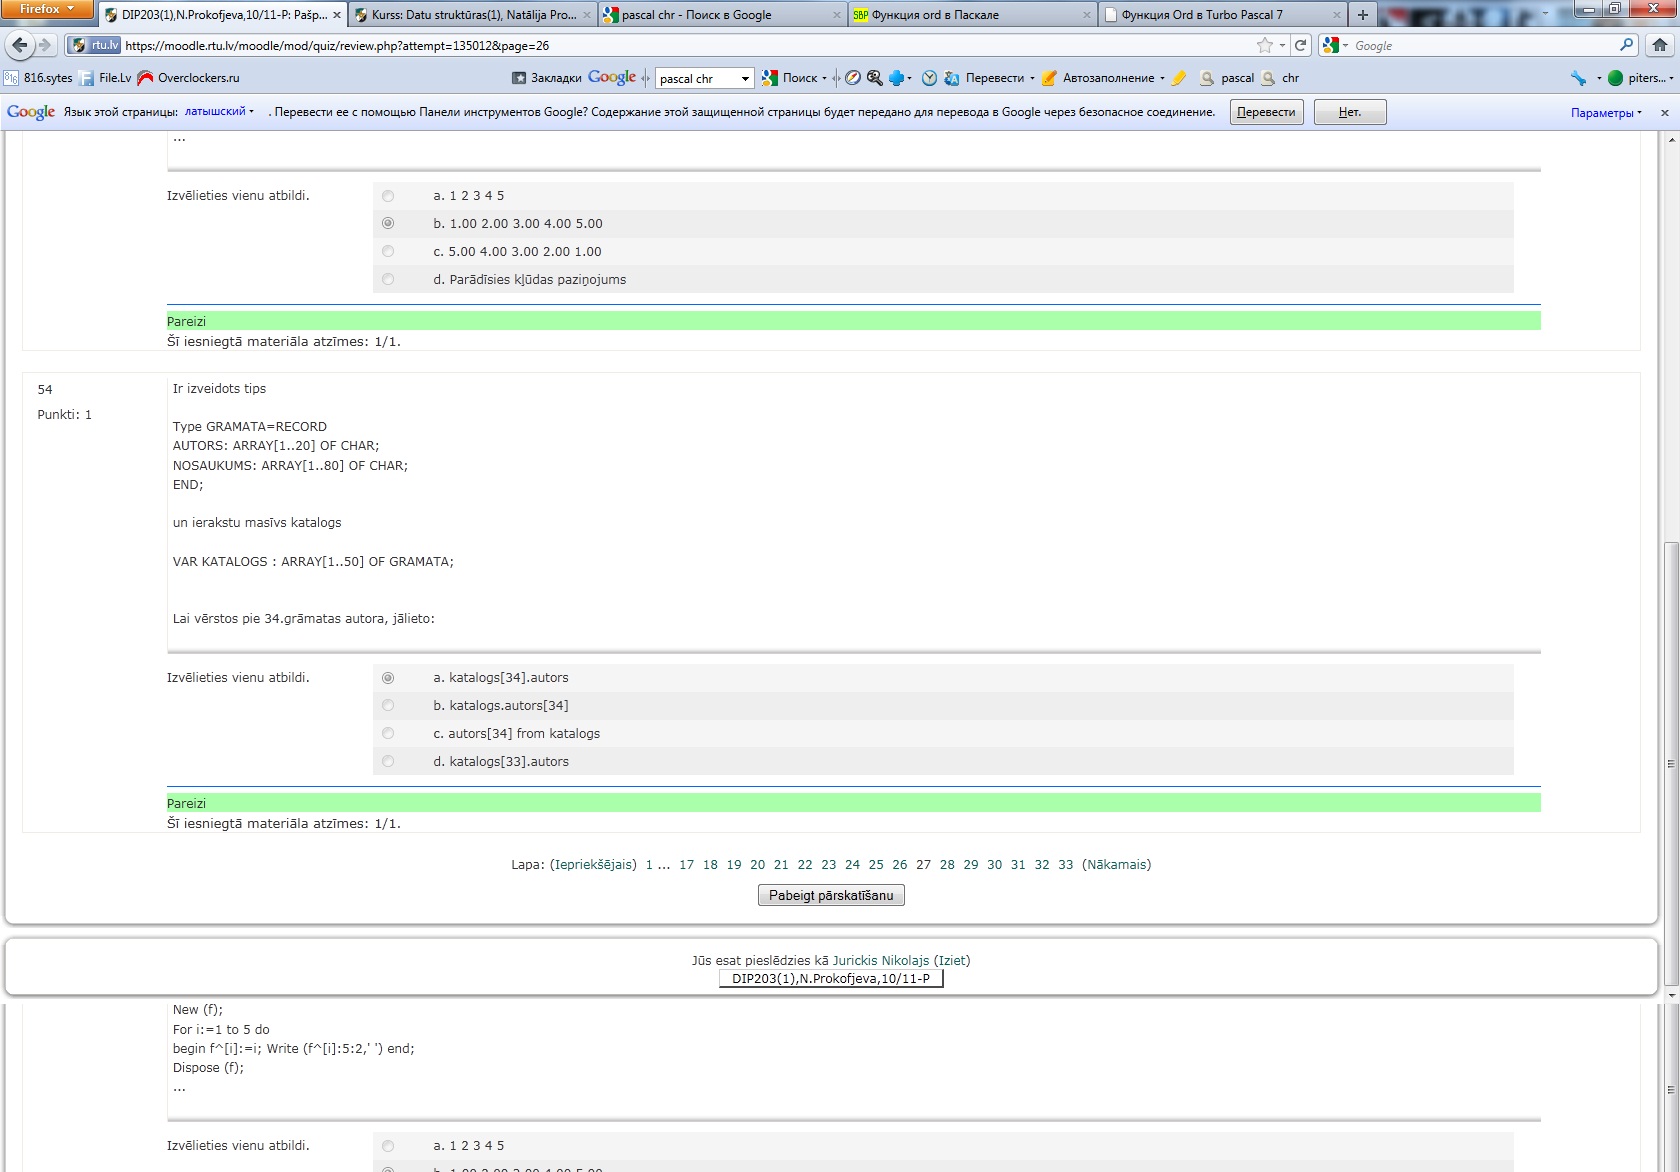 Firefox
DIP203(1),N.Prokofjeva,10/11-P: Pašp...
Kurss: Datu struktūras(1), Natālija Pro...
pascal chr - Поиск в Google
SBP Функция ord в Паскале
Функция Ord в Turbo Pascal 7
rtu.lv https://moodle.rtu.lv/moodle/mod/quiz/review.php?attempt=135012&page=26
Google
816.sytes File.Lv Overclockers.ru
Закладки Google pascal chr Поиск Перевести Автозаполнение pascal chr piters...
Google Язык этой страницы: латышский . Перевести ее с помощью Панели инструментов Google? Содержание этой защищенной страницы будет передано для перевода в Google через безопасное соединение. Перевести Нет. Параметры
...
Izvēlieties vienu atbildi.
a. 1 2 3 4 5
b. 1.00 2.00 3.00 4.00 5.00
c. 5.00 4.00 3.00 2.00 1.00
d. Parādīsies kļūdas paziņojums
Pareizi
Šī iesniegtā materiāla atzīmes: 1/1.
54
Punkti: 1
Ir izveidots tips
Type GRAMATA=RECORD
AUTORS: ARRAY[1..20] OF CHAR;
NOSAUKUMS: ARRAY[1..80] OF CHAR;
END;
un ierakstu masīvs katalogs
VAR KATALOGS : ARRAY[1..50] OF GRAMATA;
Lai vērstos pie 34.grāmatas autora, jālieto:
Izvēlieties vienu atbildi.
a. katalogs[34].autors
b. katalogs.autors[34]
c. autors[34] from katalogs
d. katalogs[33].autors
Pareizi
Šī iesniegtā materiāla atzīmes: 1/1.
Lapa: (Iepriekšējais) 1 ... 17 18 19 20 21 22 23 24 25 26 27 28 29 30 31 32 33 (Nākamais)
Pabeigt pārskatīšanu
Jūs esat pieslēdzies kā Jurickis Nikolajs (Iziet)
DIP203(1),N.Prokofjeva,10/11-P
New (f);
For i:=1 to 5 do
begin f^[i]:=i; Write (f^[i]:5:2,' ') end;
Dispose (f);
...
Izvēlieties vienu atbildi.
a. 1 2 3 4 5
b. 1.00 2.00 3.00 4.00 5.00